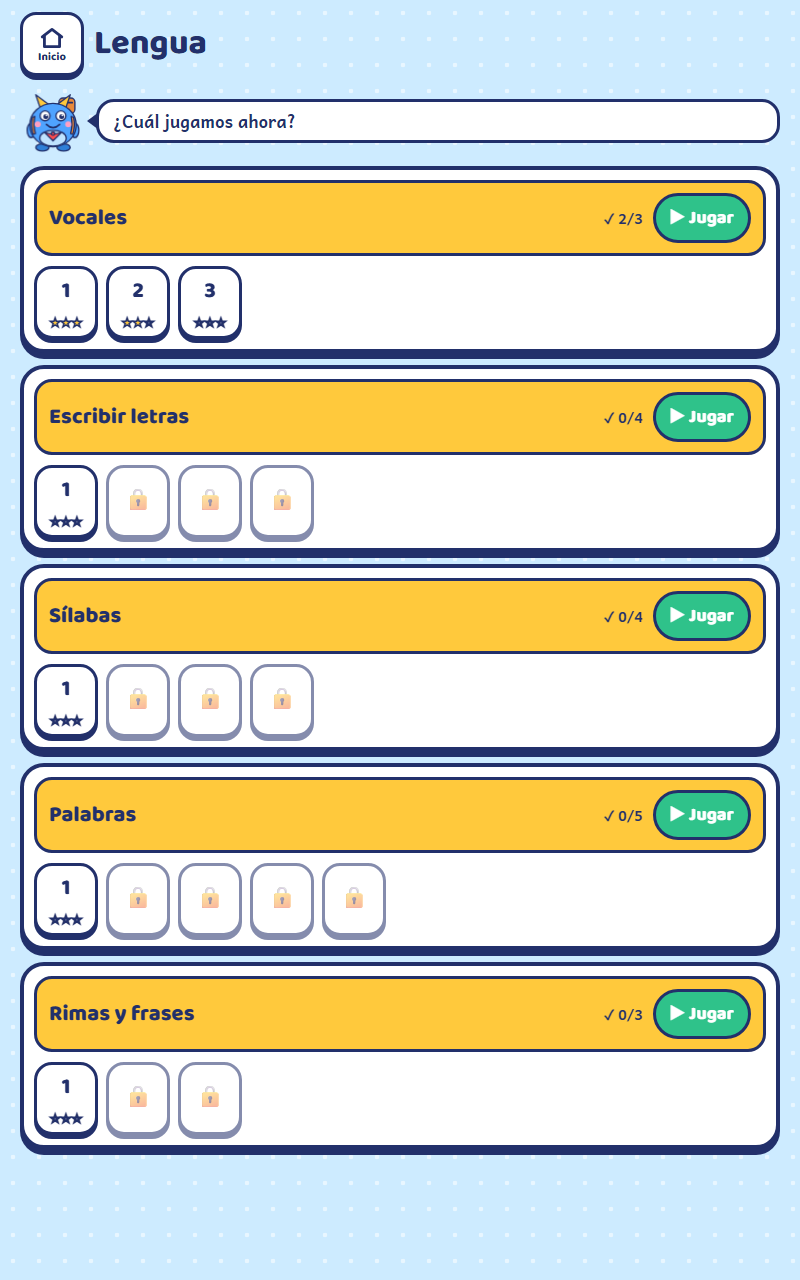 Inicio
Lengua
¿Cuál jugamos ahora?
Vocales
✓ 2/3
▶ Jugar
1
2
3
Escribir letras
✓ 0/4
▶ Jugar
1
Sílabas
✓ 0/4
▶ Jugar
1
Palabras
✓ 0/5
▶ Jugar
1
Rimas y frases
✓ 0/3
▶ Jugar
1